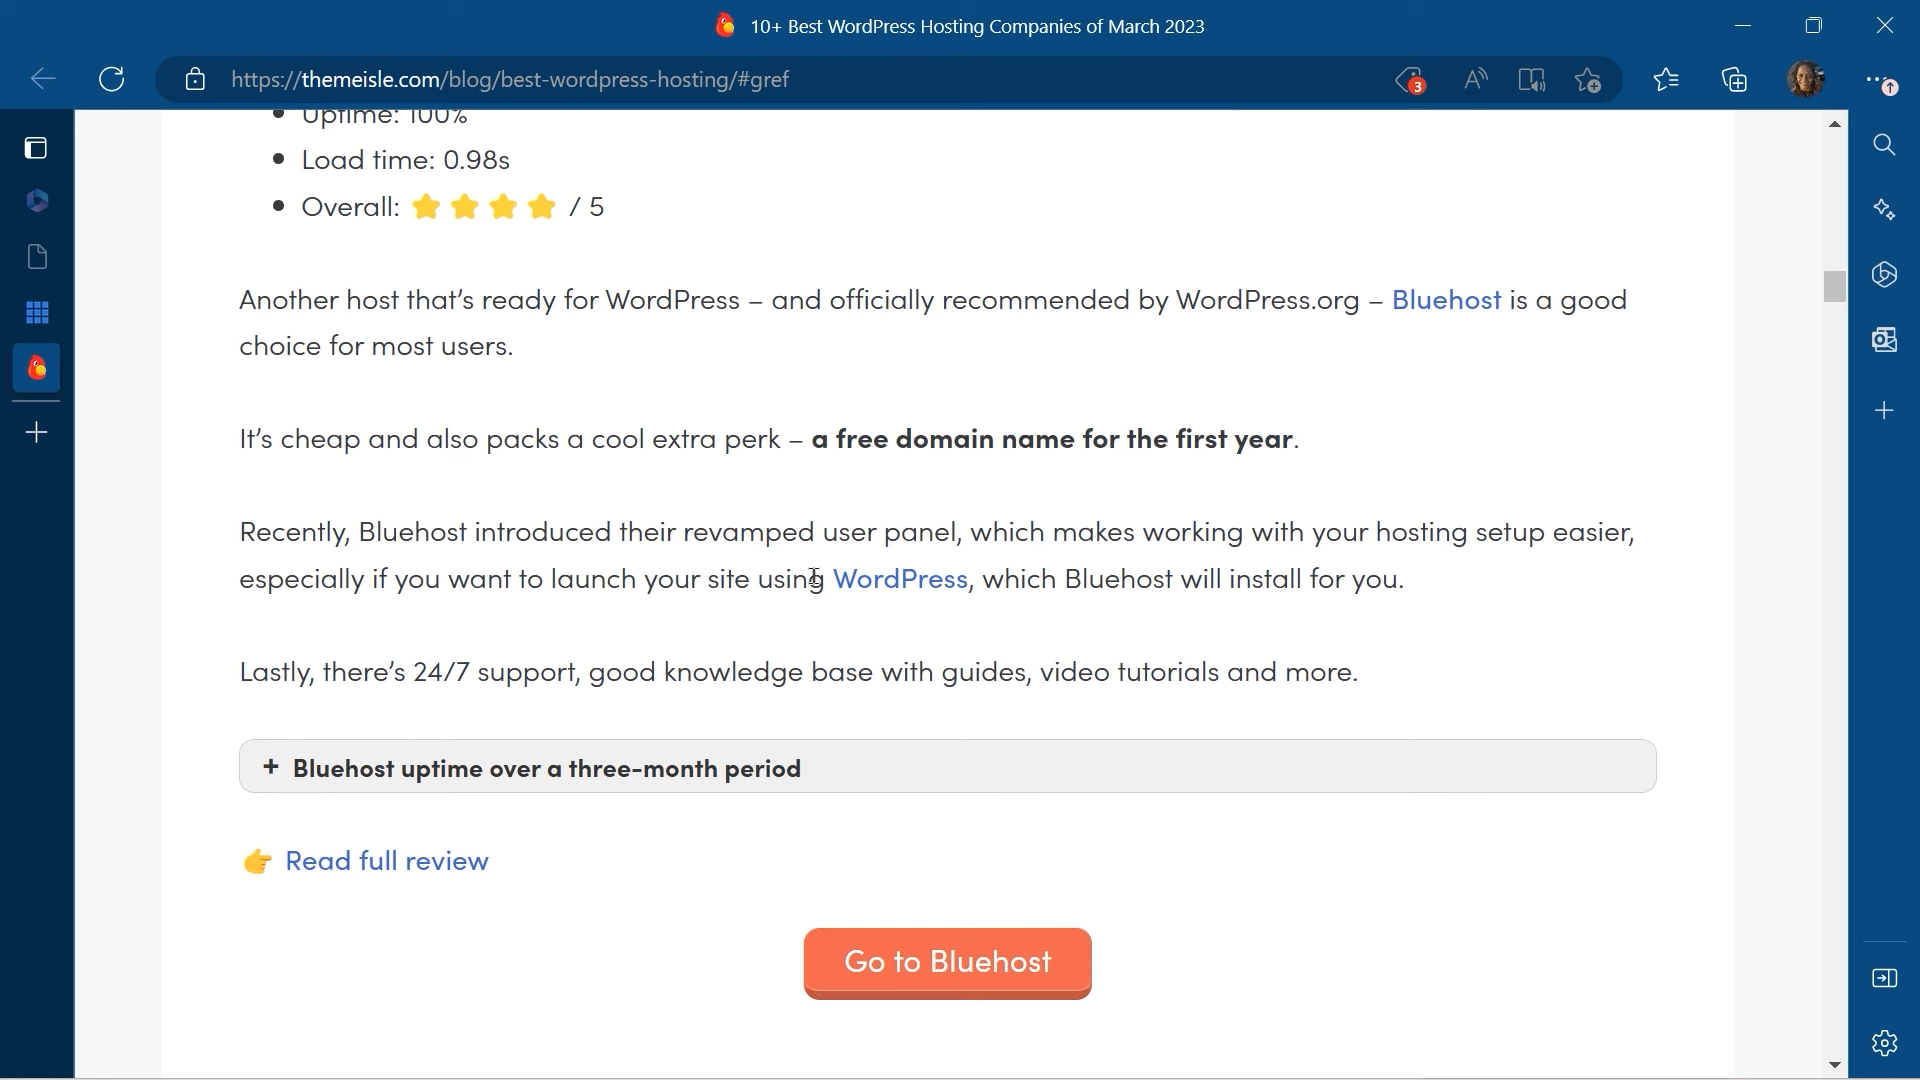 10+ Best WordPress Hosting Companies of March 2023
https://themeisle.com/blog/best-wordpress-hosting/#gref
3
• Uptime: 100%
• Load time: 0.98s
• Overall: ⭐⭐⭐⭐ / 5
Another host that’s ready for WordPress – and officially recommended by WordPress.org – Bluehost is a good
choice for most users.
It’s cheap and also packs a cool extra perk – a free domain name for the first year.
Recently, Bluehost introduced their revamped user panel, which makes working with your hosting setup easier,
especially if you want to launch your site using WordPress, which Bluehost will install for you.
Lastly, there’s 24/7 support, good knowledge base with guides, video tutorials and more.
+ Bluehost uptime over a three-month period
👉 Read full review
Go to Bluehost